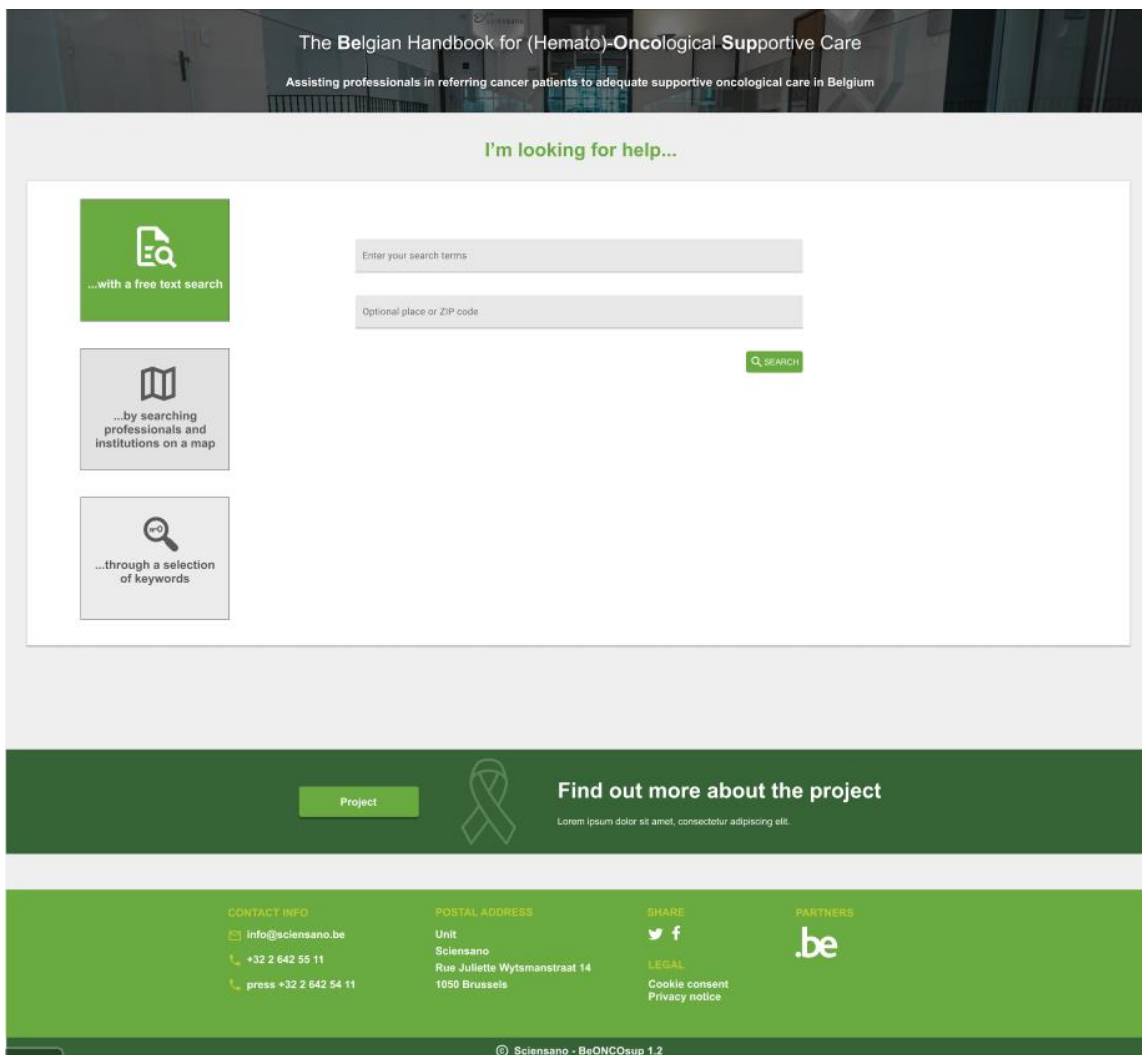 sciensano
The Belgian Handbook for (Hemato)-Oncological Supportive Care
Assisting professionals in referring cancer patients to adequate supportive oncological care in Belgium
I'm looking for help...
...with a free text search
Enter your search terms
Optional place or ZIP code
SEARCH
...by searching
professionals and
institutions on a map
...through a selection
of keywords
Project
Find out more about the project
Lorem ipsum dolor sit amet, consectetur adipiscing elit.
CONTACT INFO
info@sciensano.be
+32 2 642 55 11
press +32 2 642 54 11
POSTAL ADDRESS
Unit
Sciensano
Rue Juliette Wytsmanstraat 14
1050 Brussels
SHARE
LEGAL
Cookie consent
Privacy notice
PARTNERS
.be
© Sciensano - BeONCOsup 1.2